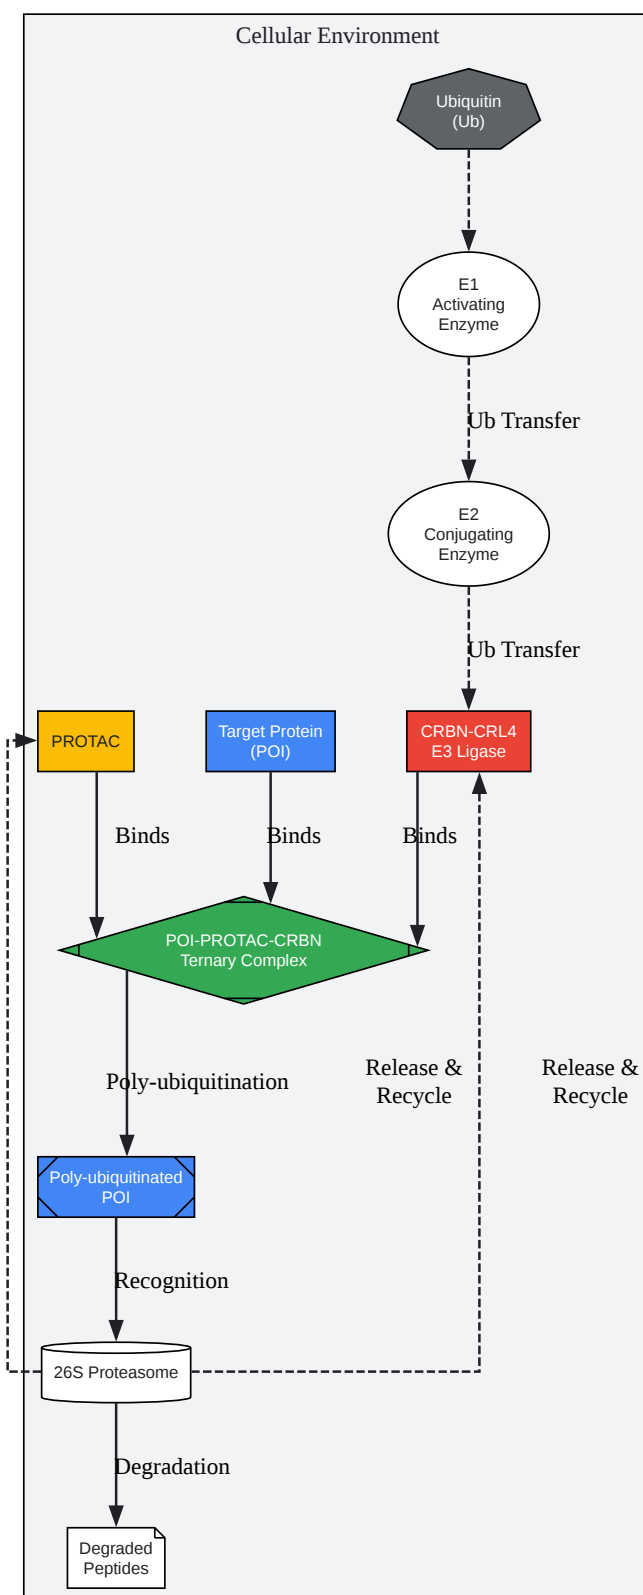 Cellular Environment
Ubiquitin
(Ub)
E1
Activating
Enzyme
Ub Transfer
E2
Conjugating
Enzyme
Ub Transfer
PROTAC
Target Protein
(POI)
CRBN-CRL4
E3 Ligase
Binds
Binds
Binds
POI-PROTAC-CRBN
Ternary Complex
Release &
Recycle
Release &
Recycle
Poly-ubiquitination
Poly-ubiquitinated
POI
Recognition
26S Proteasome
Degradation
Degraded
Peptides